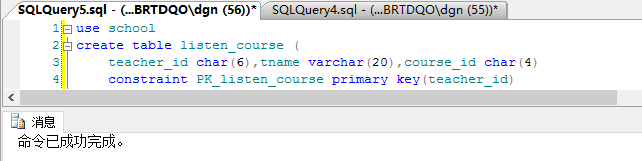 SQLQuery5.sql - (...BRTDQO\dgn (56))* SQLQuery4.sql - (...BRTDQO\dgn (55))*
1 use school
2 create table listen_course (
3 teacher_id char(6),tname varchar(20),course_id char(4)
4 constraint PK_listen_course primary key(teacher_id)
消息
命令已成功完成。